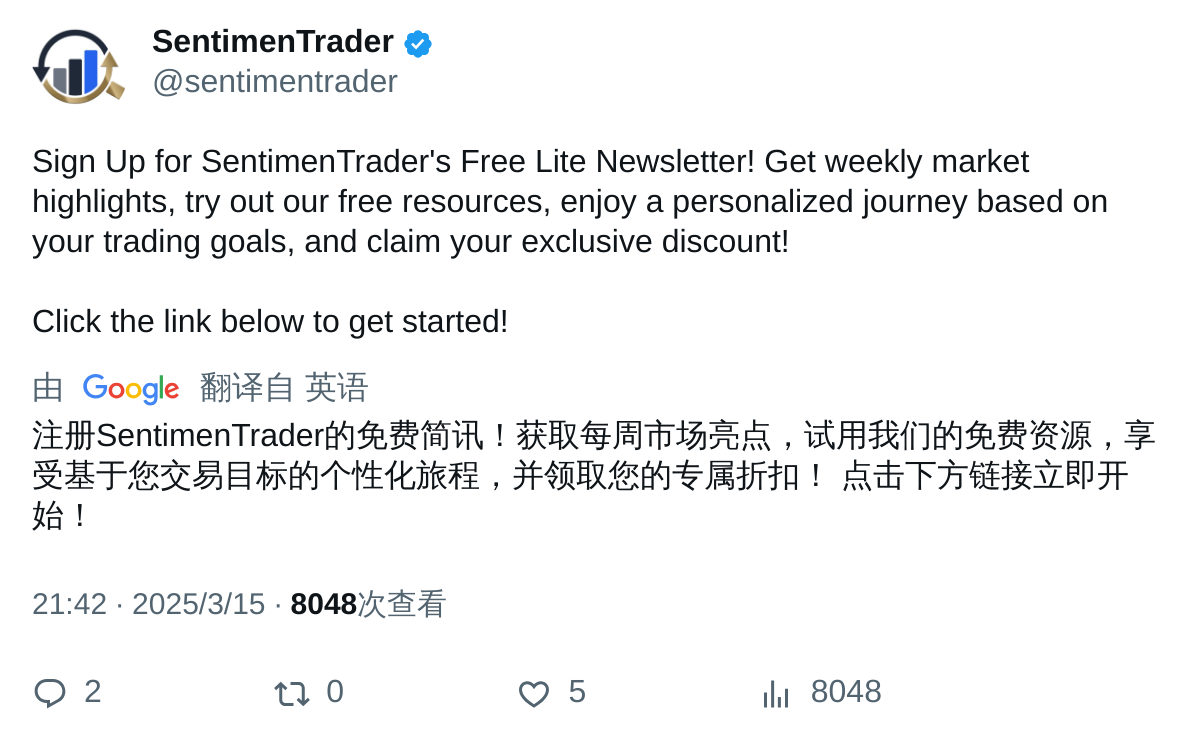 SentimenTrader
@sentimentrader
Sign Up for SentimenTrader's Free Lite Newsletter! Get weekly market
highlights, try out our free resources, enjoy a personalized journey based on
your trading goals, and claim your exclusive discount!
Click the link below to get started!
由 Google 翻译自 英语
注册SentimenTrader的免费简讯！获取每周市场亮点，试用我们的免费资源，享
受基于您交易目标的个性化旅程，并领取您的专属折扣！ 点击下方链接立即开
始！
21:42 · 2025/3/15 · 8048次查看
2 0 5 8048